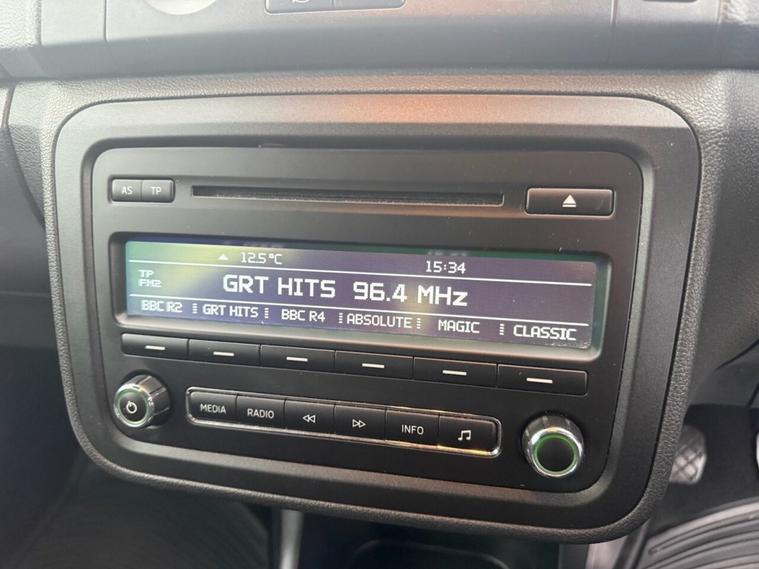 AS TP
12.5°C 15:34
TP
FM2
GRT HITS 96.4 MHz
BBC R2 GRT HITS BBC R4 ABSOLUTE MAGIC CLASSIC
MEDIA RADIO INFO